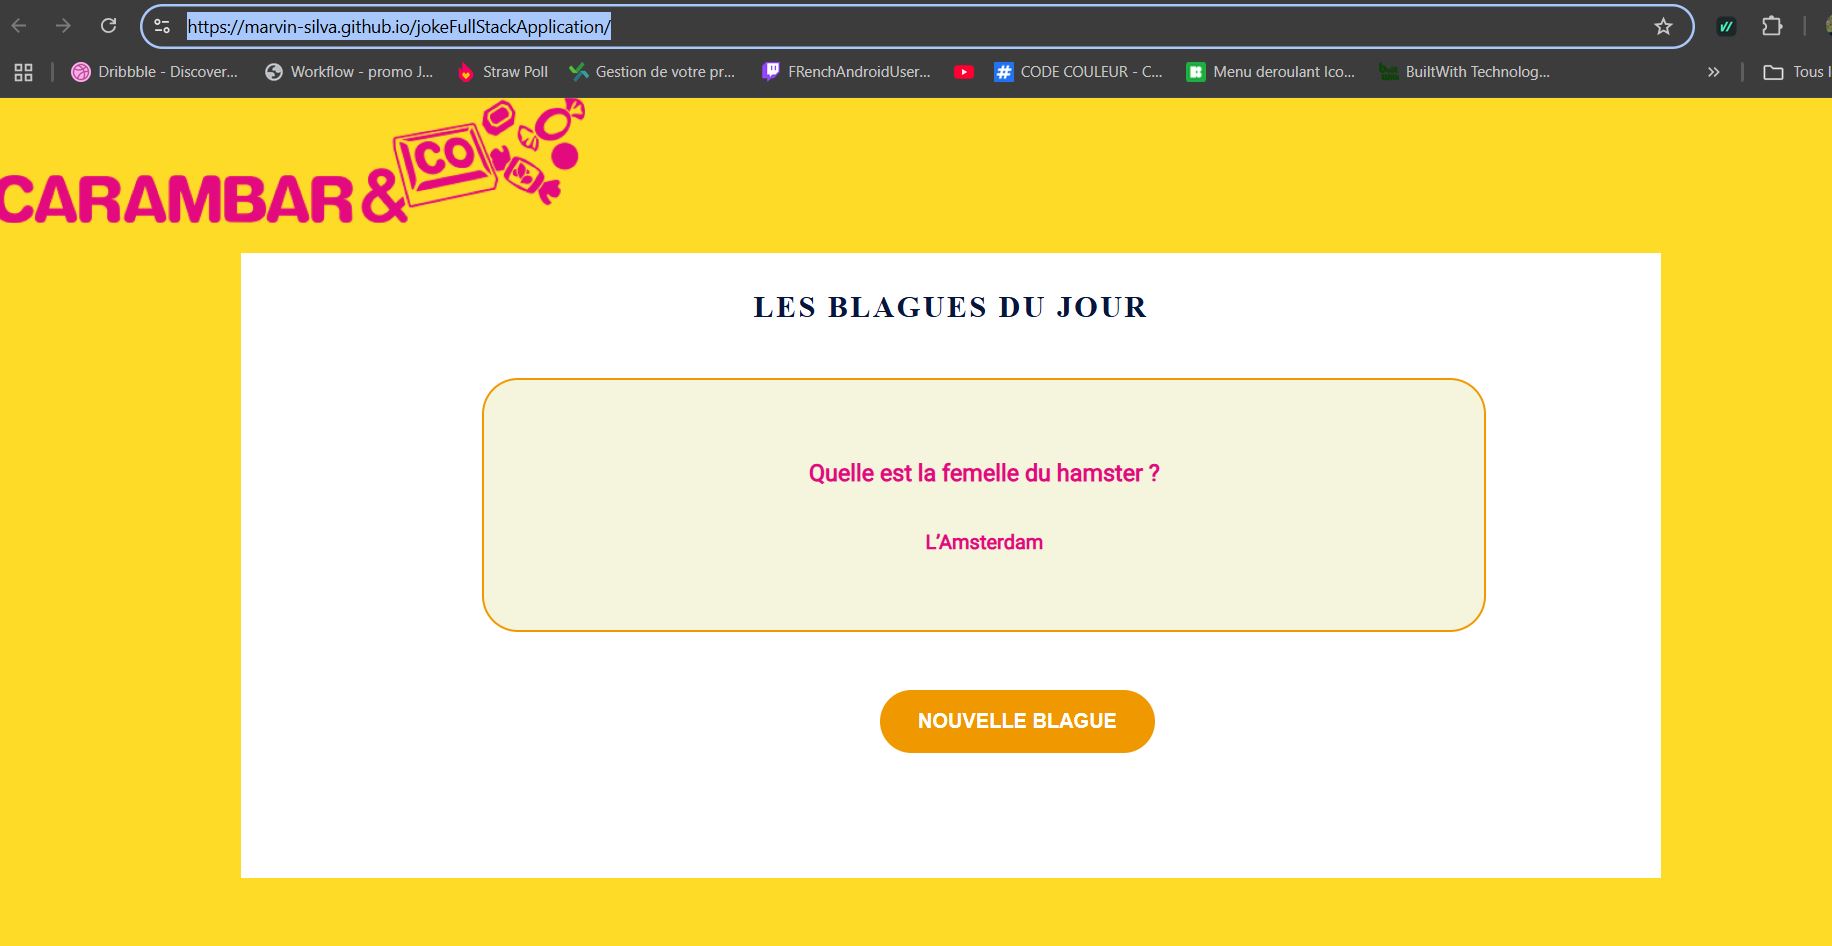 https://marvin-silva.github.io/jokeFullStackApplication/
Dribbble - Discover... Workflow - promo J... Straw Poll Gestion de votre pr... FRenchAndroidUser... CODE COULEUR - C... Menu deroulant Ico... BuiltWith Technolog... » Tous l
CARAMBAR & CO
LES BLAGUES DU JOUR
Quelle est la femelle du hamster ?
L’Amsterdam
NOUVELLE BLAGUE